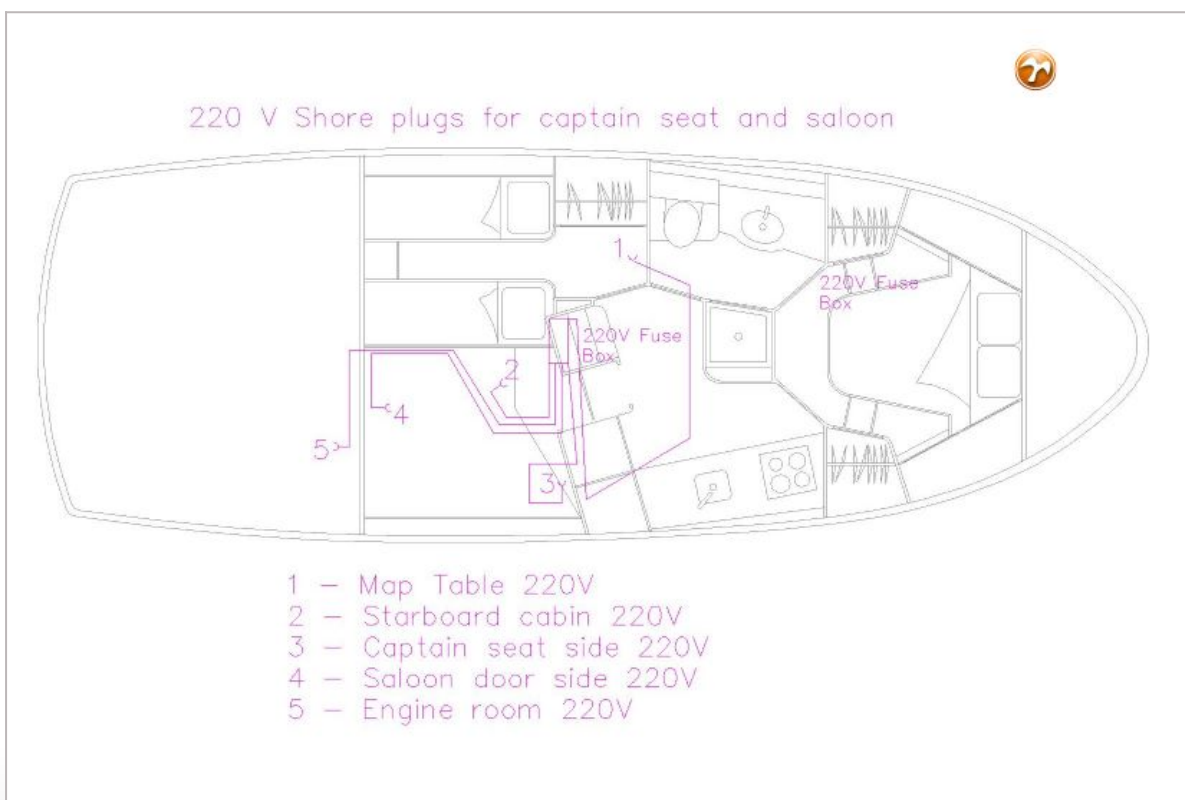 220 V Shore plugs for captain seat and saloon
1
220V Fuse
Box
220V Fuse
Box
2
4
5
3
1 – Map Table 220V
2 – Starboard cabin 220V
3 – Captain seat side 220V
4 – Saloon door side 220V
5 – Engine room 220V